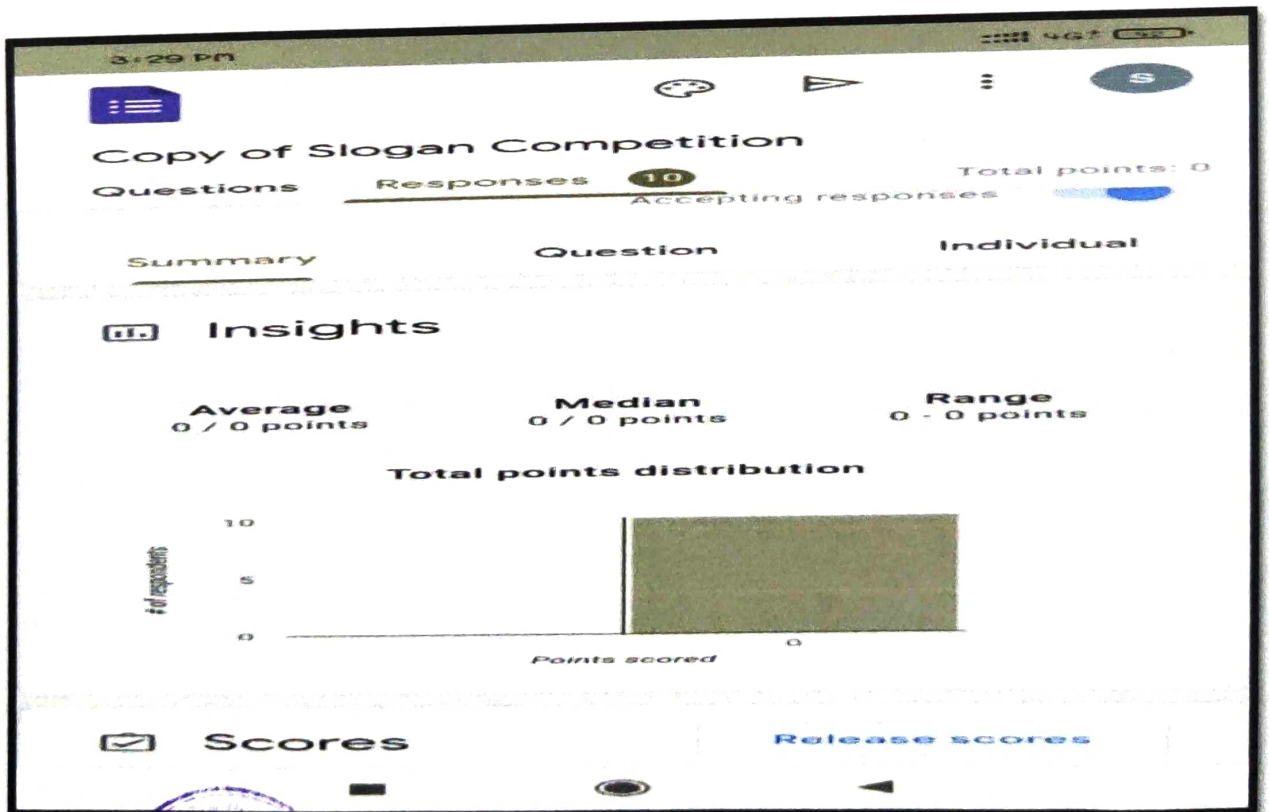 3:29 PM 4G+ 52
S
Copy of Slogan Competition
Questions Responses 10 Total points: 0
Accepting responses
Summary Question Individual
Insights
Average Median Range
0 / 0 points 0 / 0 points 0 - 0 points
Total points distribution
10
# of respondents
5
0
0
Points scored
Scores Release scores